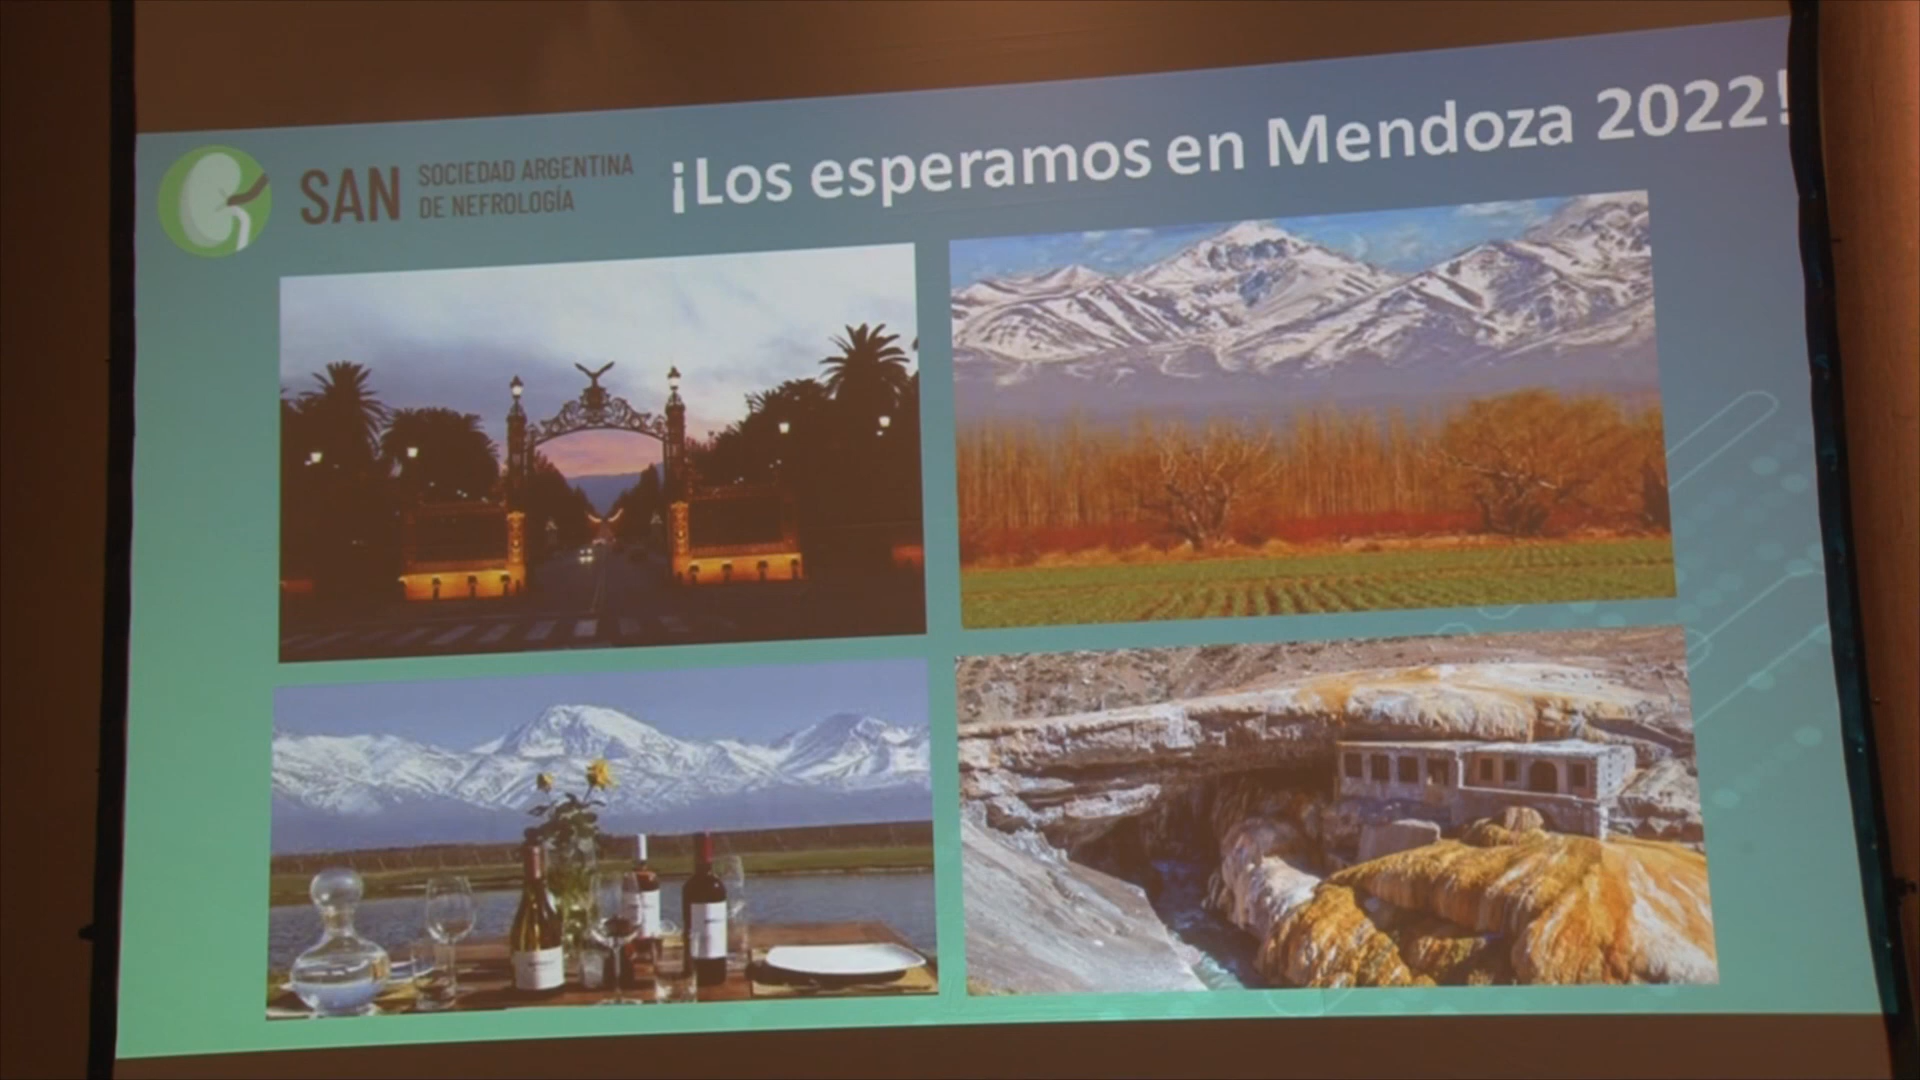 SAN
SOCIEDAD ARGENTINA
DE NEFROLOGÍA
¡Los esperamos en Mendoza 2022!